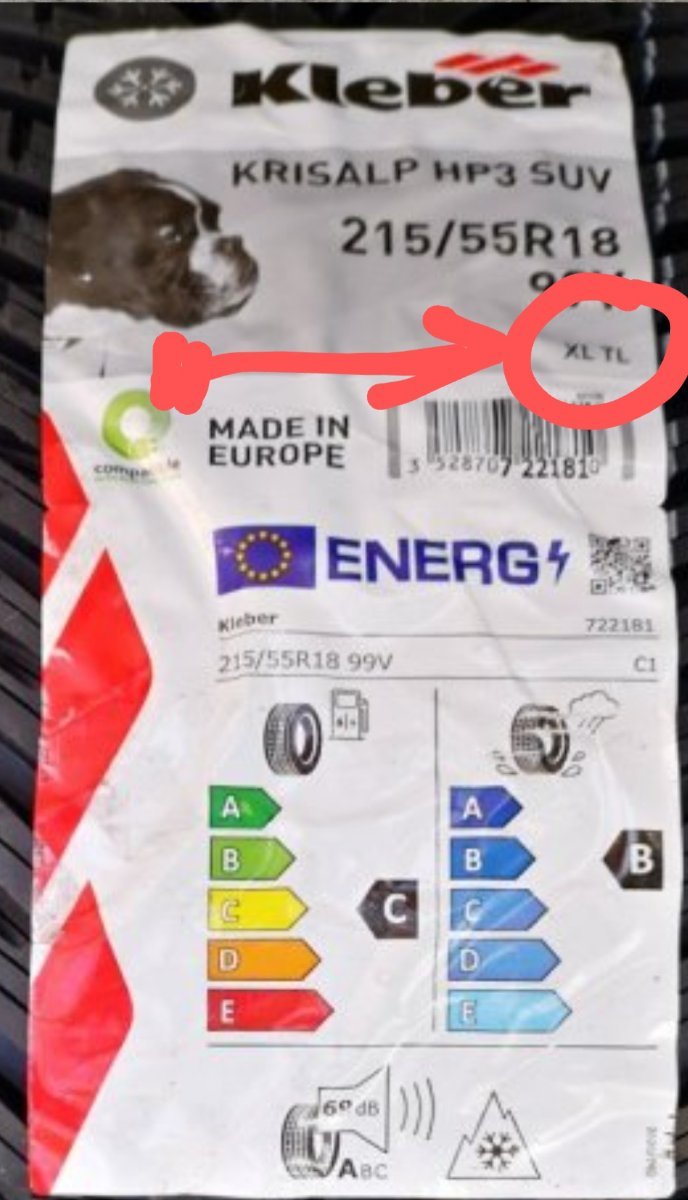 Kleber
KRISALP HP3 SUV
215/55R18
XL TL
MADE IN
EUROPE
3 528707 221810
ENERG
Kleber 722181
215/55R18 99V C1
A A
B B B
C C C
D D
E E
dB
ABC